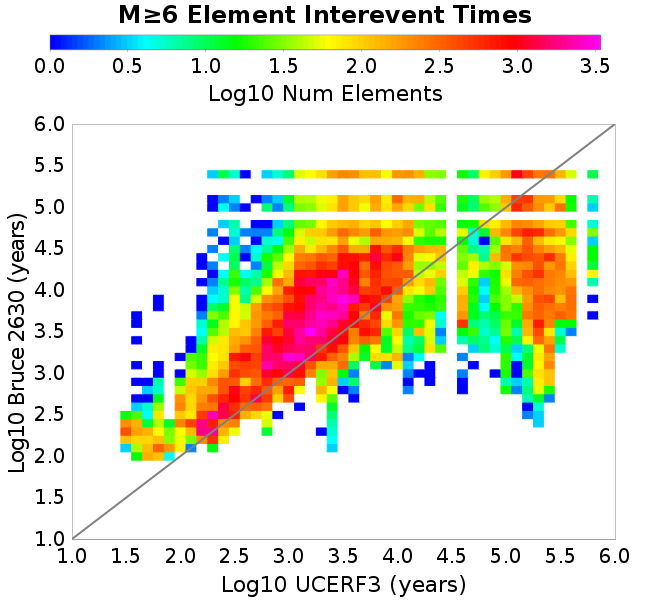 M≥6 Element Interevent Times
0.0 0.5 1.0 1.5 2.0 2.5 3.0 3.5
Log10 Num Elements
6.0
5.5
5.0
4.5
4.0
3.5
3.0
2.5
2.0
1.5
1.0
Log10 Bruce 2630 (years)
1.0 1.5 2.0 2.5 3.0 3.5 4.0 4.5 5.0 5.5 6.0
Log10 UCERF3 (years)